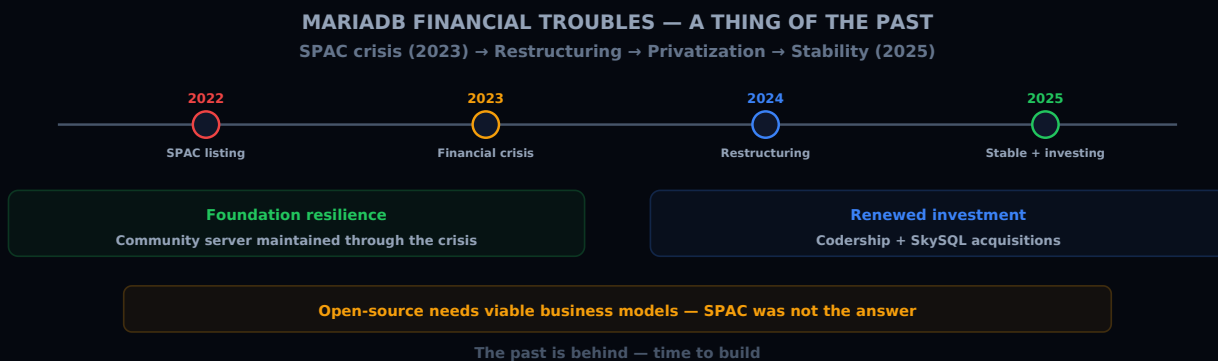 MARIADB FINANCIAL TROUBLES — A THING OF THE PAST
SPAC crisis (2023) → Restructuring → Privatization → Stability (2025)
2022
2023
2024
2025
SPAC listing
Financial crisis
Restructuring
Stable + investing
Foundation resilience
Community server maintained through the crisis
Renewed investment
Codership + SkySQL acquisitions
Open-source needs viable business models — SPAC was not the answer
The past is behind — time to build